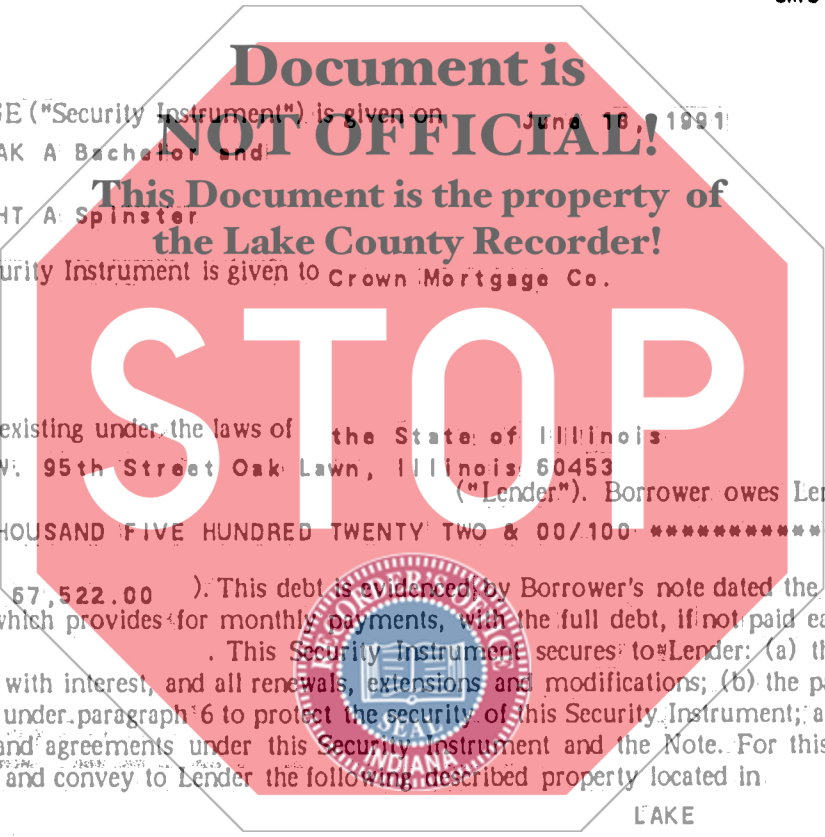 Document is
GE ("Security Instrument") is given on June 18, 1991
NOT OFFICIAL!
AK A Bachelor and
This Document is the property of
HT A Spinster
the Lake County Recorder!
urity Instrument is given to Crown Mortgage Co.
STOP
existing under the laws of the State of Illinois
W. 95th Street Oak Lawn, Illinois 60453
("Lender"). Borrower owes Len
HOUSAND FIVE HUNDRED TWENTY TWO & 00/100 ************
67,522.00 ). This debt is evidenced by Borrower's note dated the
which provides for monthly payments, with the full debt, if not paid ea
. This Security Instrument secures to Lender: (a) th
with interest, and all renewals, extensions and modifications; (b) the pa
under paragraph 6 to protect the security of this Security Instrument; a
and agreements under this Security Instrument and the Note. For this
and convey to Lender the following described property located in
LAKE
RECORDER'S OFFICE
SEAL
INDIANA